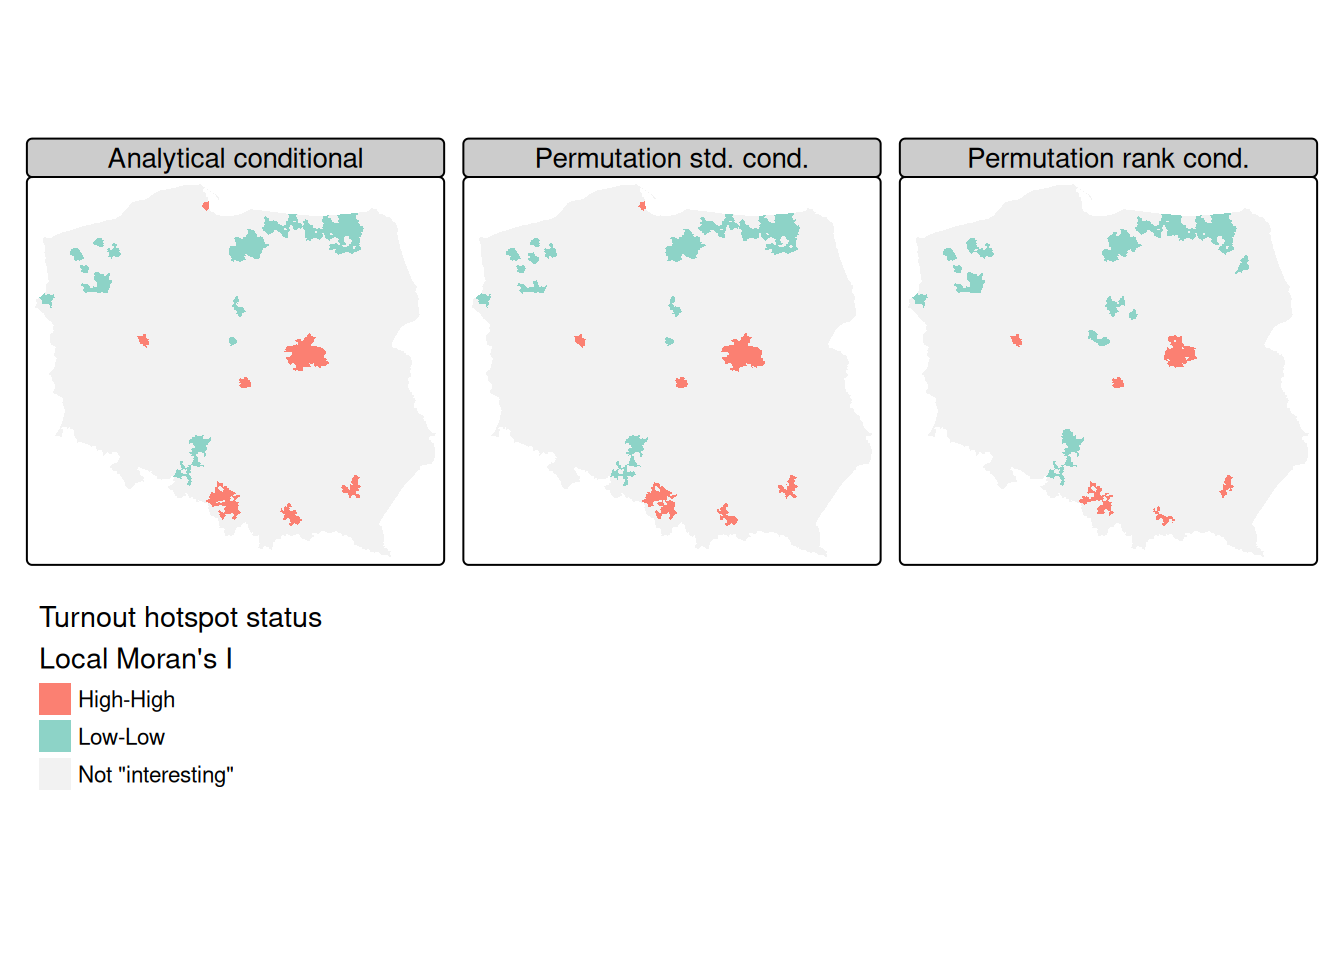 Analytical conditional
Permutation std. cond.
Permutation rank cond.
Turnout hotspot status
Local Moran's I
High-High
Low-Low
Not "interesting"